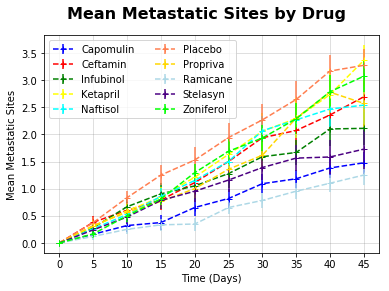 Mean Metastatic Sites by Drug
Capomulin
Ceftamin
Infubinol
Ketapril
Naftisol
Placebo
Propriva
Ramicane
Stelasyn
Zoniferol
Mean Metastatic Sites
3.5
3.0
2.5
2.0
1.5
1.0
0.5
0.0
0 5 10 15 20 25 30 35 40 45
Time (Days)